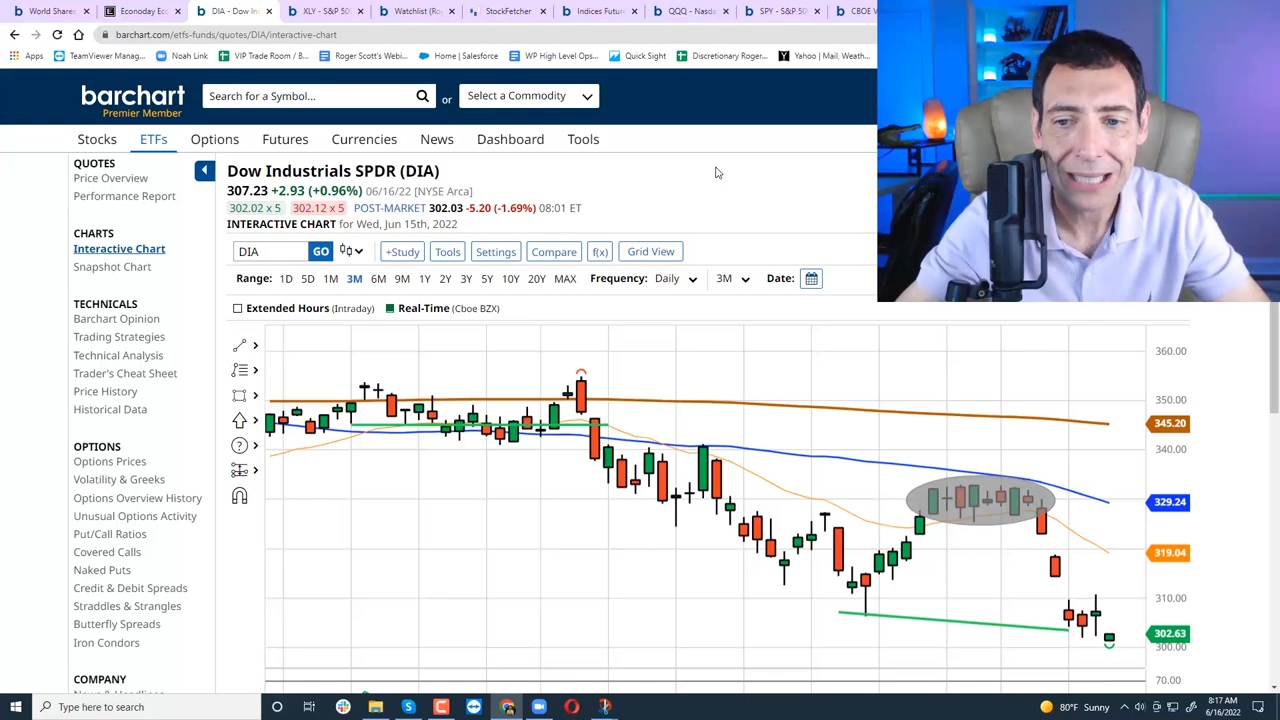 World Shares
Economday Ec
DIA - Dow In
XLV - S&P 50
Watchlist (Re
StockFetcher
Indices Future
QQQ - Nasda
SPY - S&P 50
CBOE V
barchart.com/etfs-funds/quotes/DIA/interactive-chart
Apps TeamViewer Manag... Noah Link VIP Trade Room / B... Roger Scott's Webi... Home | Salesforce WP High Level Ops... Quick Sight Discretionary Roger... Yahoo | Mail, Weath...
barchart
Premier Member
Search for a Symbol... or Select a Commodity
Stocks ETFs Options Futures Currencies News Dashboard Tools
QUOTES
Price Overview
Performance Report
CHARTS
Interactive Chart
Snapshot Chart
TECHNICALS
Barchart Opinion
Trading Strategies
Technical Analysis
Trader's Cheat Sheet
Price History
Historical Data
OPTIONS
Options Prices
Volatility & Greeks
Options Overview History
Unusual Options Activity
Put/Call Ratios
Covered Calls
Naked Puts
Credit & Debit Spreads
Straddles & Strangles
Butterfly Spreads
Iron Condors
COMPANY
Dow Industrials SPDR (DIA)
307.23 +2.93 (+0.96%) 06/16/22 [NYSE Arca]
302.02 x 5 302.12 x 5 POST-MARKET 302.03 -5.20 (-1.69%) 08:01 ET
INTERACTIVE CHART for Wed, Jun 15th, 2022
DIA GO +Study Tools Settings Compare f(x) Grid View
Range: 1D 5D 1M 3M 6M 9M 1Y 2Y 3Y 5Y 10Y 20Y MAX Frequency: Daily 3M Date:
Extended Hours (Intraday) Real-Time (Cboe BZX)
360.00
350.00
345.20
340.00
329.24
319.04
310.00
302.63
300.00
70.00
Type here to search
80°F Sunny
8:17 AM
6/16/2022